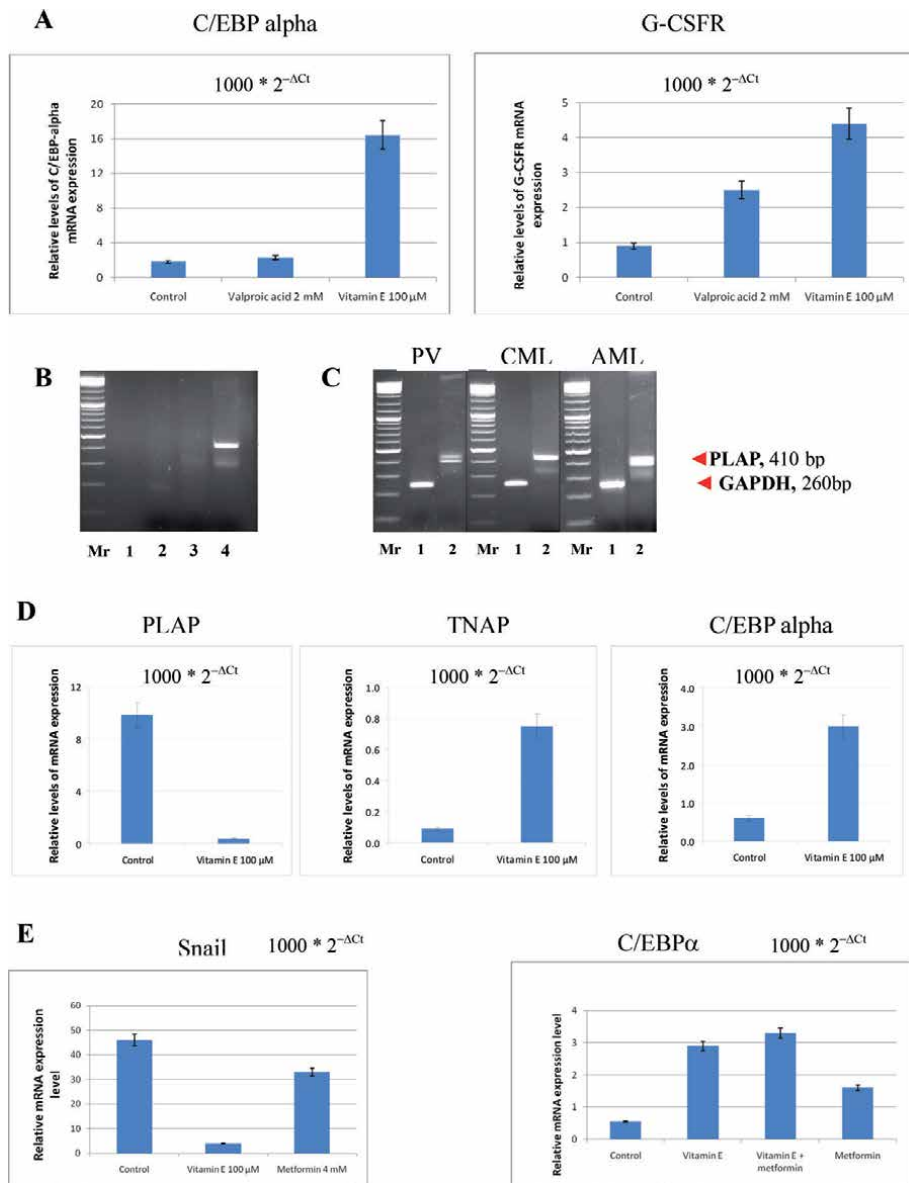 A
C/EBP alpha
G-CSFR
1000 * 2–ΔCt
Relative levels of C/EBP-alpha
mRNA expression
20
16
12
8
4
0
Control
Valproic acid 2 mM
Vitamin E 100 µM
1000 * 2–ΔCt
Relative levels of G-CSFR mRNA
expression
5
4
3
2
1
0
Control
Valproic acid 2 mM
Vitamin E 100 µM
B
Mr 1 2 3 4
C
PV CML AML
Mr 1 2 Mr 1 2 Mr 1 2
PLAP, 410 bp
GAPDH, 260bp
D
PLAP
1000 * 2–ΔCt
Relative levels of mRNA expression
12
8
4
0
Control
Vitamin E 100 µM
TNAP
1000 * 2–ΔCt
Relative levels of mRNA expression
1.0
0.8
0.6
0.4
0.2
0.0
Control
Vitamin E 100 µM
C/EBP alpha
1000 * 2–ΔCt
Relative levels of mRNA expression
4.0
3.0
2.0
1.0
0.0
Control
Vitamin E 100 µM
E
Snail
1000 * 2–ΔCt
Relative mRNA expression
level
60
50
40
30
20
10
0
Control
Vitamin E 100 µM
Metformin 4 mM
C/EBPα
1000 * 2–ΔCt
Relative mRNA expression level
4
3
2
1
0
Control
Vitamin E
Vitamin E +
metformin
Metformin